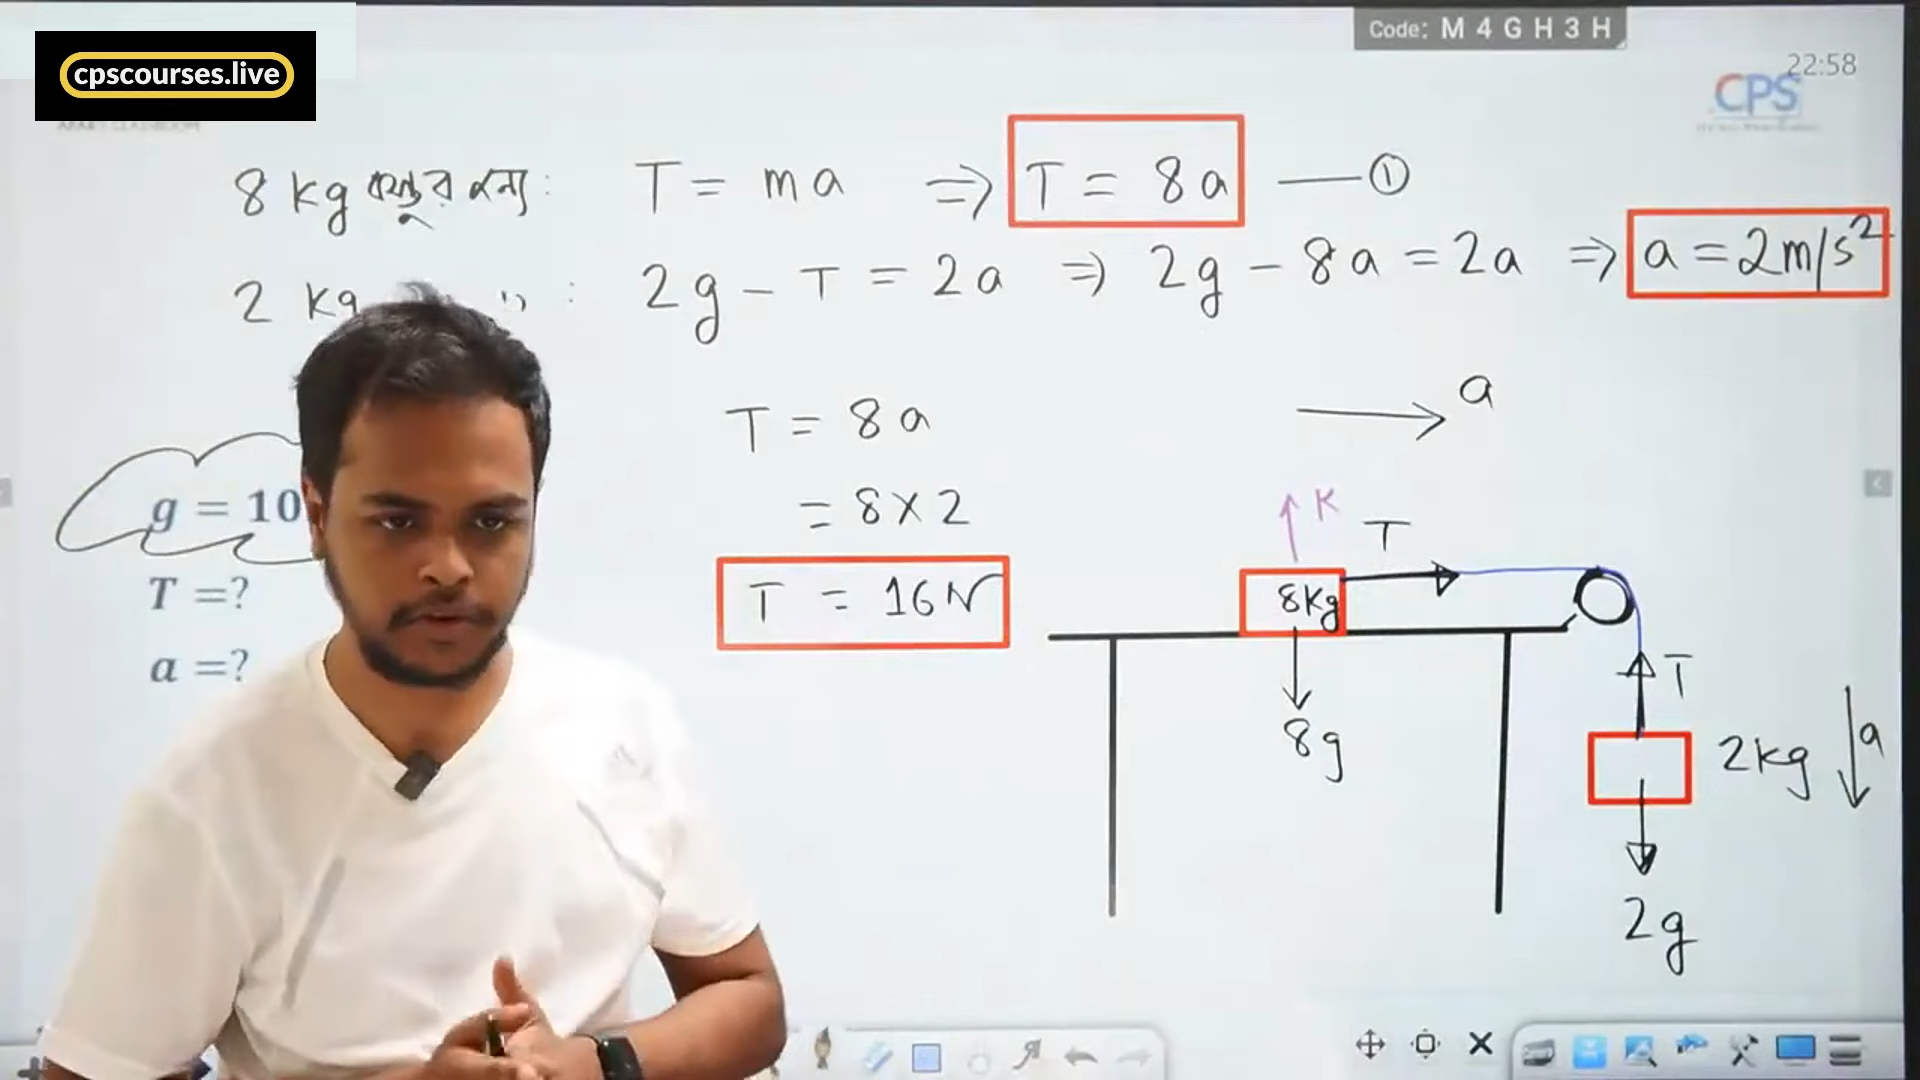 Code: M 4 G H 3 H
cpscourses.live
22:58
CPS
8 kg বস্তুর জন্য : T = ma ⇒ T = 8a —①
2 kg : 2g - T = 2a ⇒ 2g - 8a = 2a ⇒ a = 2m/s²
T = 8a
a
= 8×2
g = 10
R
T
T = ?
T = 16N
8kg
a = ?
T
8g
2kg
a
2g